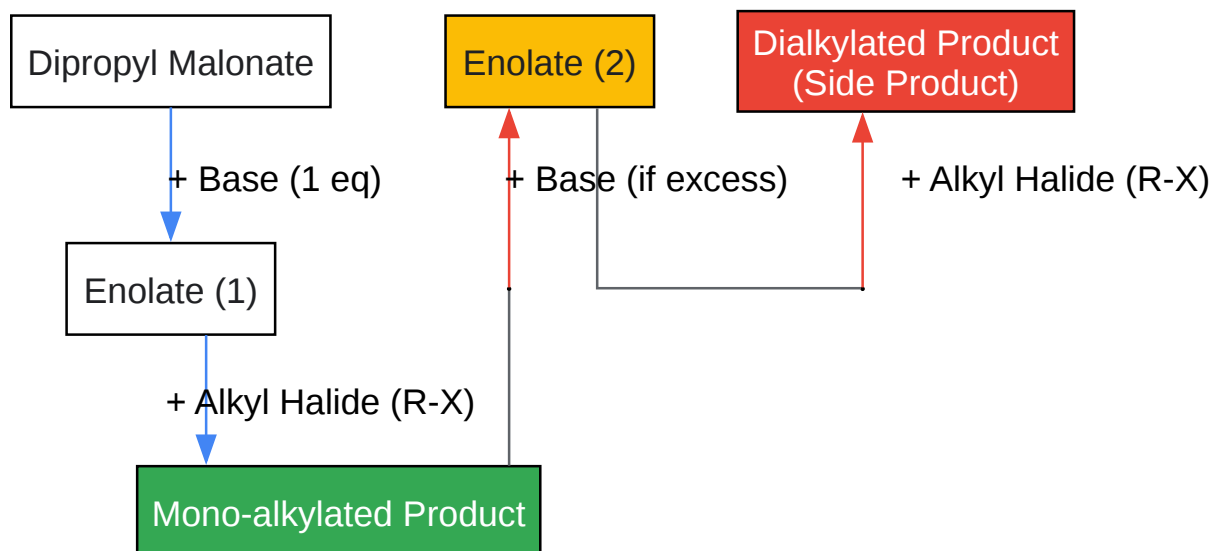 Dipropyl Malonate
Enolate (2)
Dialkylated Product
(Side Product)
+ Base (1 eq)
+ Base (if excess)
+ Alkyl Halide (R-X)
Enolate (1)
+ Alkyl Halide (R-X)
Mono-alkylated Product